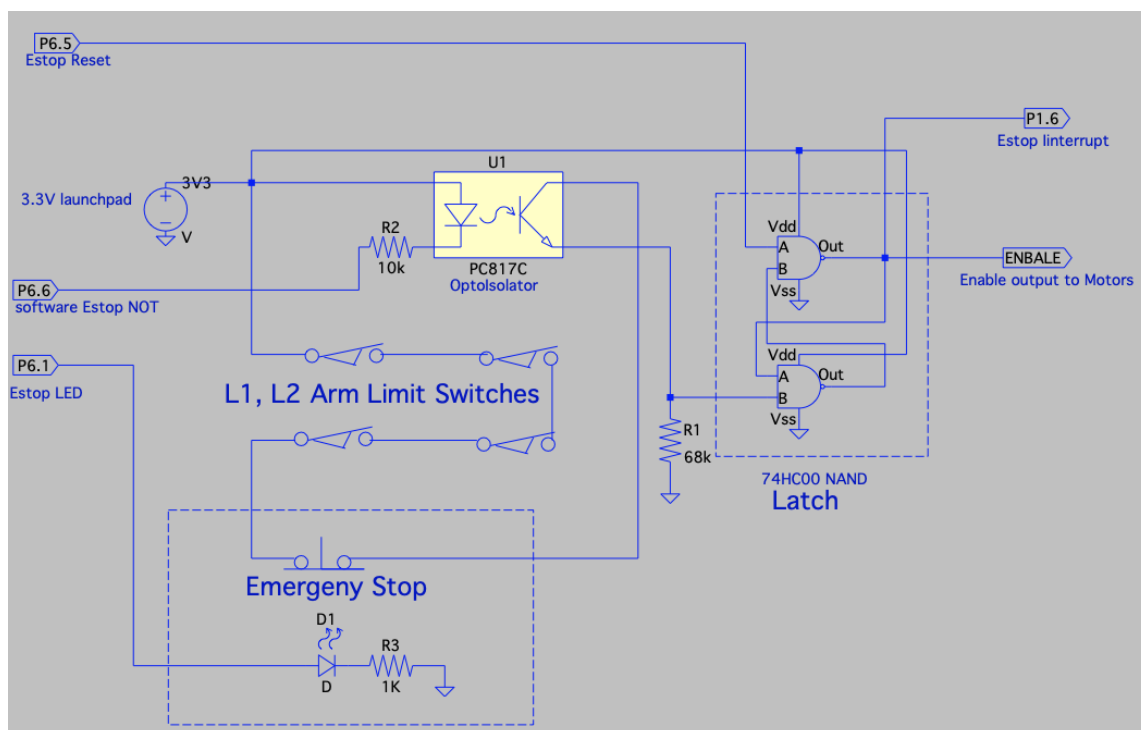 P6.5
Estop Reset
P1.6
Estop Iinterrupt
U1
3V3
3.3V launchpad
V
R2
10k
PC817C
OptoIsolator
Vdd
A
Out
B
Vss
ENBALE
Enable output to Motors
P6.6
software Estop NOT
P6.1
Estop LED
L1, L2 Arm Limit Switches
Vdd
A
Out
B
Vss
R1
68k
74HC00 NAND
Latch
Emergeny Stop
D1
D
R3
1K